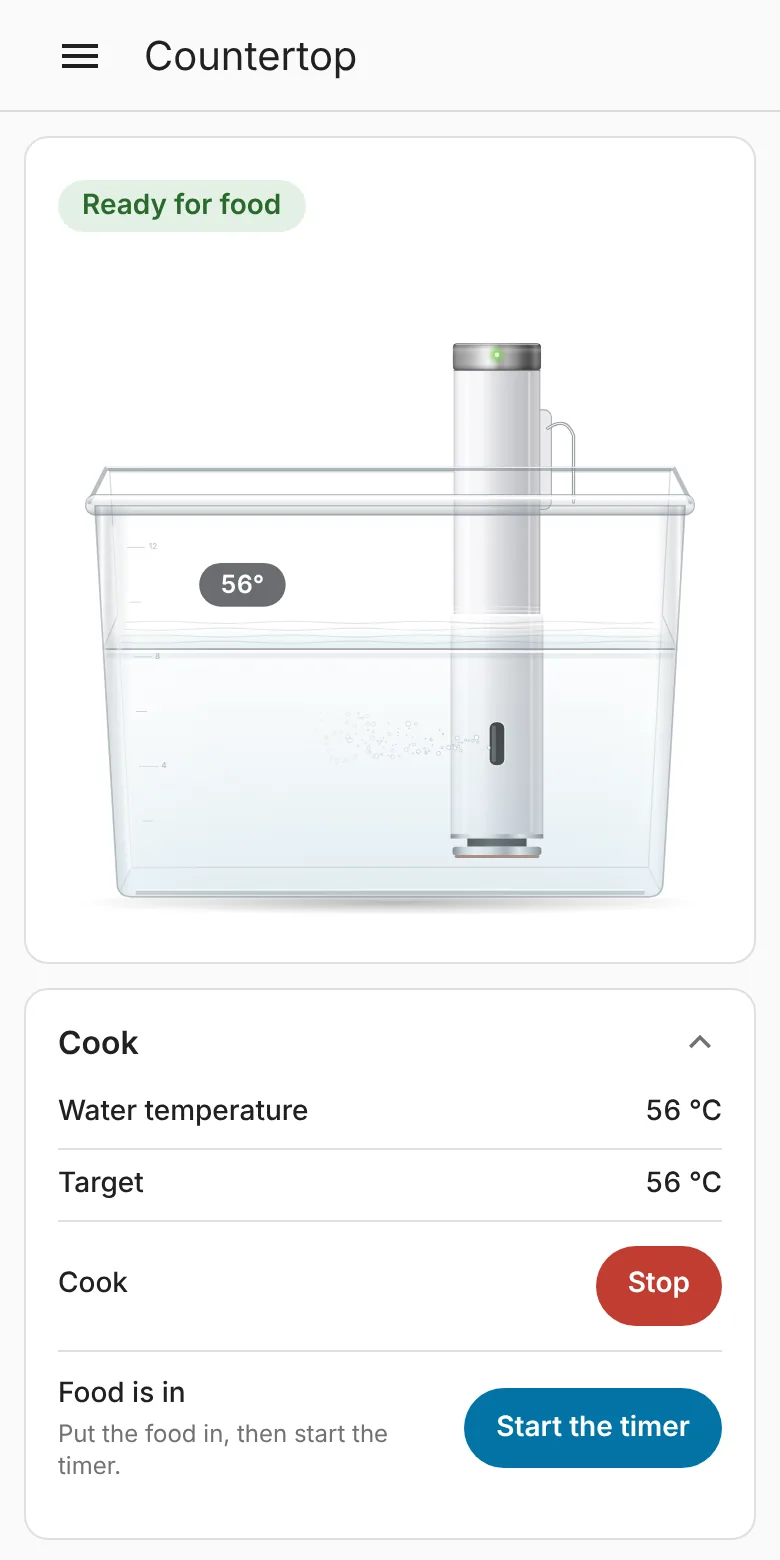 Countertop
Ready for food
12
56°
8
4
Cook
Water temperature
56 °C
Target
56 °C
Cook
Stop
Food is in
Put the food in, then start the
timer.
Start the timer